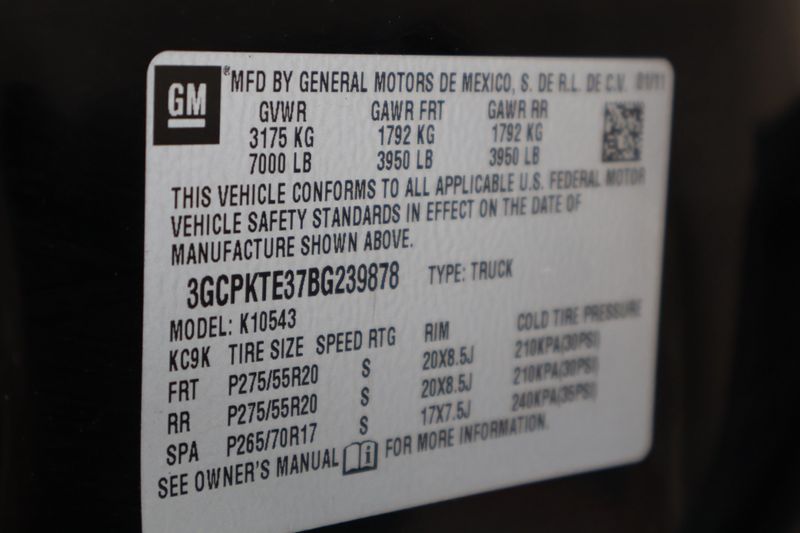 GM
®MFD BY GENERAL MOTORS DE MEXICO, S. DE R.L. DE C.V. 01/11
GVWR GAWR FRT GAWR RR
3175 KG 1792 KG 1792 KG
7000 LB 3950 LB 3950 LB
THIS VEHICLE CONFORMS TO ALL APPLICABLE U.S. FEDERAL MOTOR
VEHICLE SAFETY STANDARDS IN EFFECT ON THE DATE OF
MANUFACTURE SHOWN ABOVE.
3GCPKTE37BG239878 TYPE: TRUCK
MODEL: K10543
KC9K TIRE SIZE SPEED RTG RIM COLD TIRE PRESSURE
FRT P275/55R20 S 20X8.5J 210KPA(30PSI)
RR P275/55R20 S 20X8.5J 210KPA(30PSI)
SPA P265/70R17 S 17X7.5J 240KPA(35PSI)
SEE OWNER'S MANUAL i FOR MORE INFORMATION.